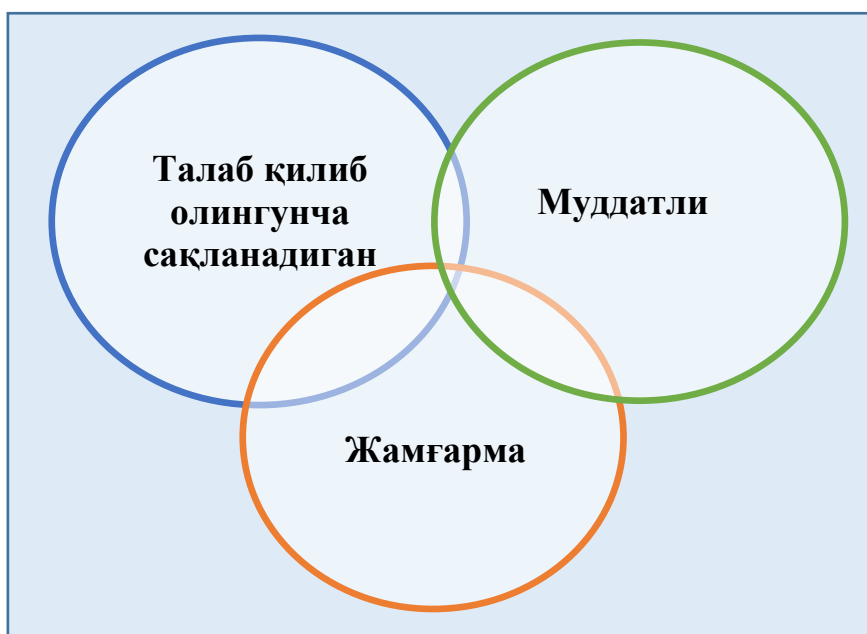 Талаб қилиб
олингунча
сақланадиган
Муддатли
Жамғарма